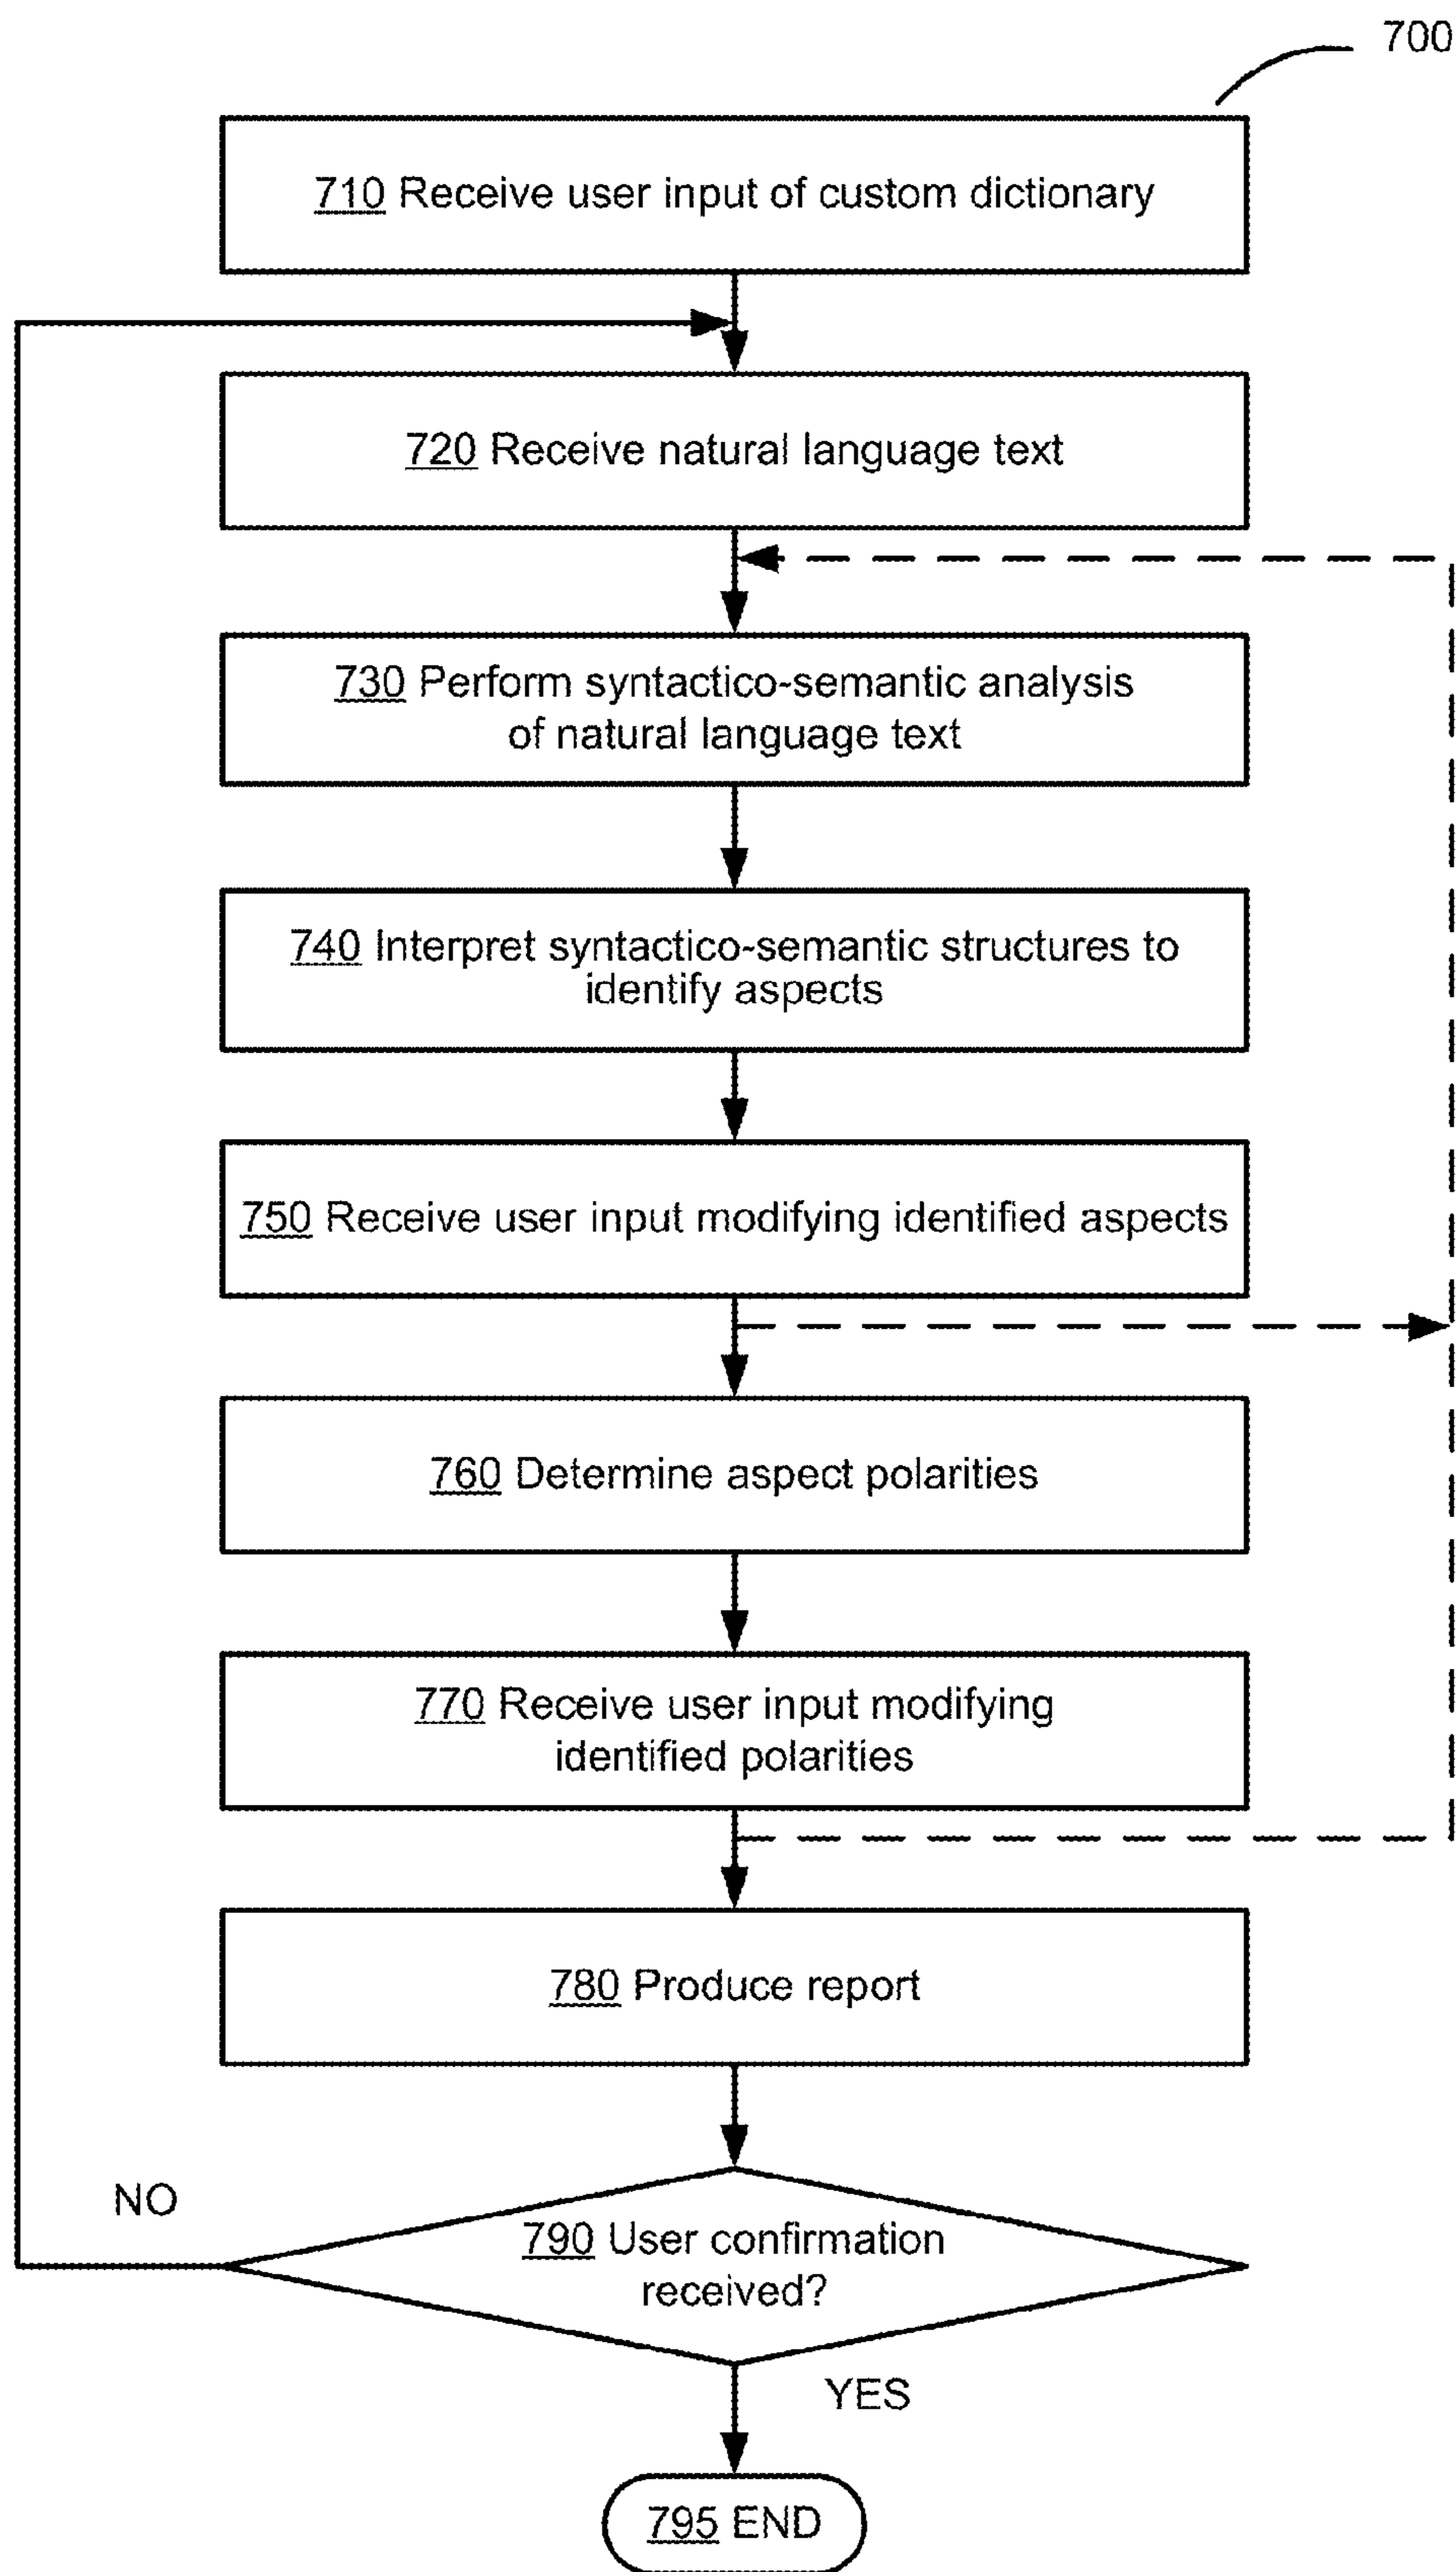 700
710 Receive user input of custom dictionary
720 Receive natural language text
730 Perform syntactico-semantic analysis
of natural language text
740 Interpret syntactico-semantic structures to
identify aspects
750 Receive user input modifying identified aspects
760 Determine aspect polarities
770 Receive user input modifying
identified polarities
780 Produce report
NO
790 User confirmation
received?
YES
795 END